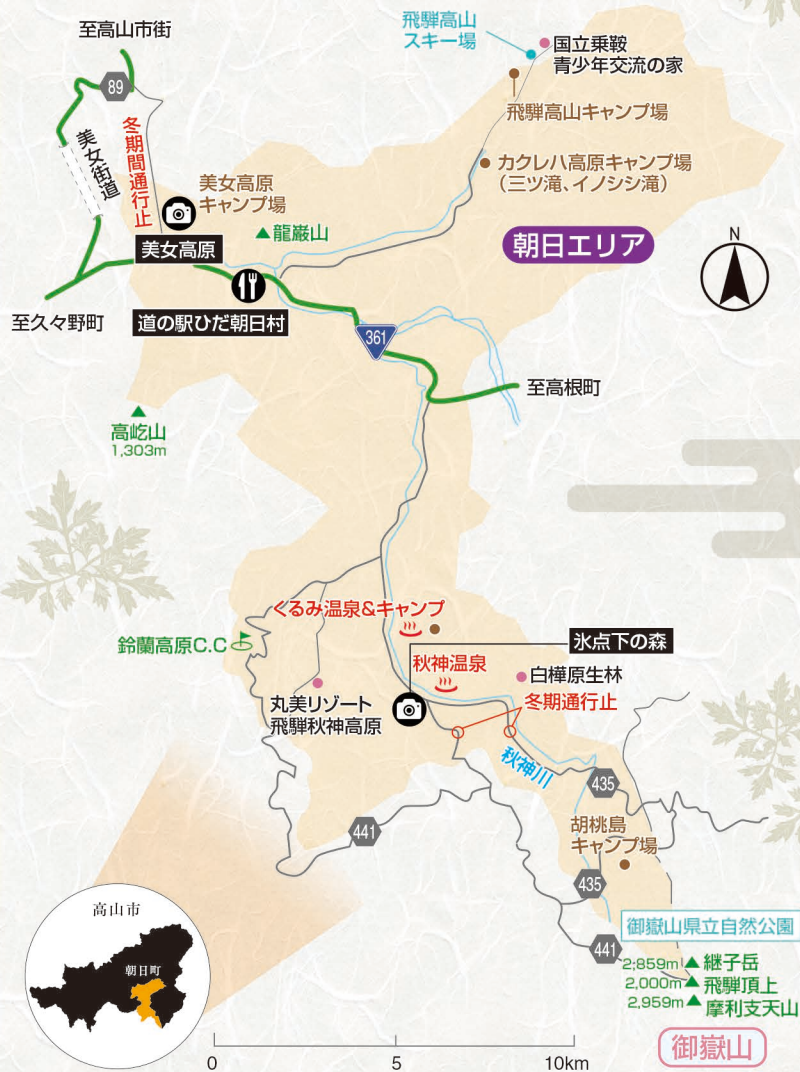 至高山市街
飛騨高山
スキー場
国立乗鞍
青少年交流の家
89
飛騨高山キャンプ場
美女街道
冬期間通行止
カクレハ高原キャンプ場
(三ツ滝、イノシシ滝)
美女高原
キャンプ場
龍巌山
朝日エリア
N
美女高原
至久々野町
道の駅ひだ朝日村
361
至高根町
高屹山
1,303m
くるみ温泉&キャンプ
氷点下の森
鈴蘭高原C.C
秋神温泉
白樺原生林
丸美リゾート
飛騨秋神高原
冬期通行止
秋神川
435
441
胡桃島
キャンプ場
435
高山市
朝日町
御嶽山県立自然公園
441
2,859m
継子岳
2,000m
飛騨頂上
2,959m
摩利支天山
御嶽山
0
5
10km